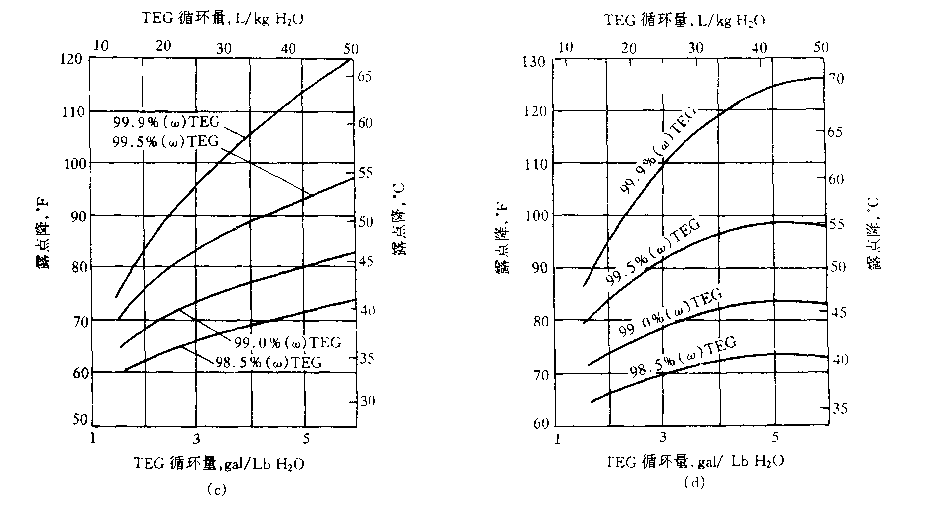 TEG 循环量, L/kg H₂O
10 20 30 40 50
120
110
100
90
80
70
60
50
露点降, °F
99.9%(ω)TEG
99.5%(ω)TEG
99.0%(ω)TEG
98.5%(ω)TEG
65
60
55
50
45
40
35
30
露点降, °C
1 3 5
TEG 循环量, gal/Lb H₂O
(c)
TEG 循环量, L/kg H₂O
10 20 30 40 50
130
120
110
100
90
80
70
60
露点降, °F
99.9%(ω)TEG
99.5%(ω)TEG
99.0%(ω)TEG
98.5%(ω)TEG
70
65
60
55
50
45
40
35
露点降, °C
1 3 5
TEG 循环量, gal/ Lb H₂O
(d)